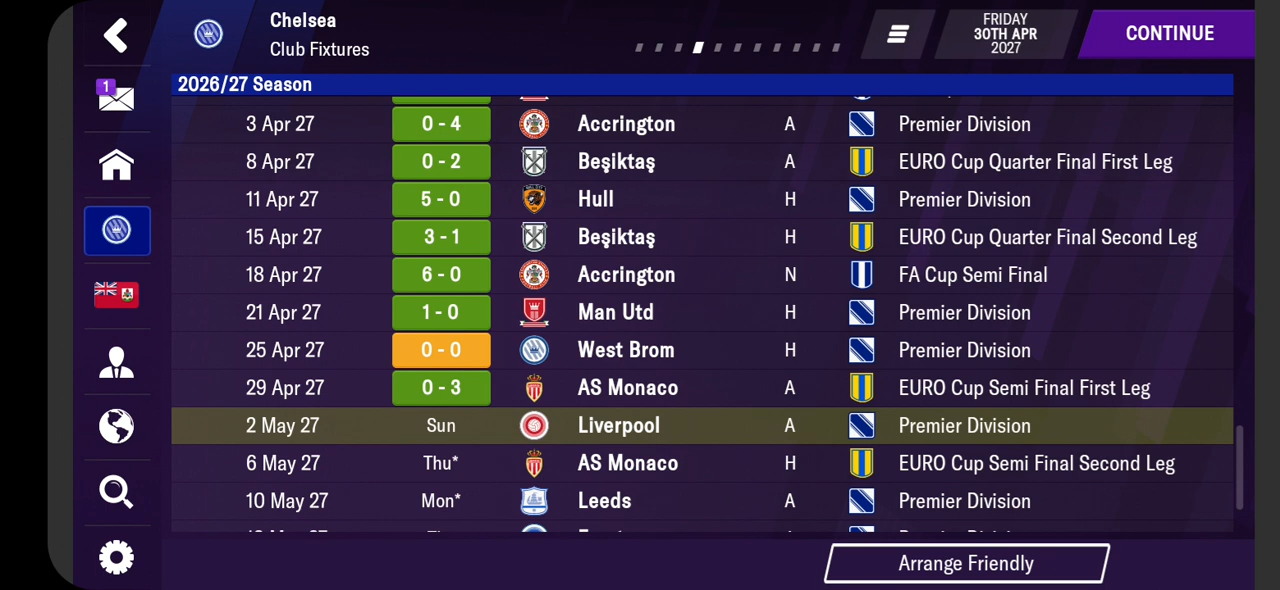 Chelsea
Club Fixtures
FRIDAY
30TH APR
2027
CONTINUE
1
2026/27 Season
3 Apr 27 0 - 4 Accrington A Premier Division
8 Apr 27 0 - 2 Beşiktaş A EURO Cup Quarter Final First Leg
11 Apr 27 5 - 0 Hull H Premier Division
15 Apr 27 3 - 1 Beşiktaş H EURO Cup Quarter Final Second Leg
18 Apr 27 6 - 0 Accrington N FA Cup Semi Final
21 Apr 27 1 - 0 Man Utd H Premier Division
25 Apr 27 0 - 0 West Brom H Premier Division
29 Apr 27 0 - 3 AS Monaco A EURO Cup Semi Final First Leg
2 May 27 Sun Liverpool A Premier Division
6 May 27 Thu* AS Monaco H EURO Cup Semi Final Second Leg
10 May 27 Mon* Leeds A Premier Division
Arrange Friendly